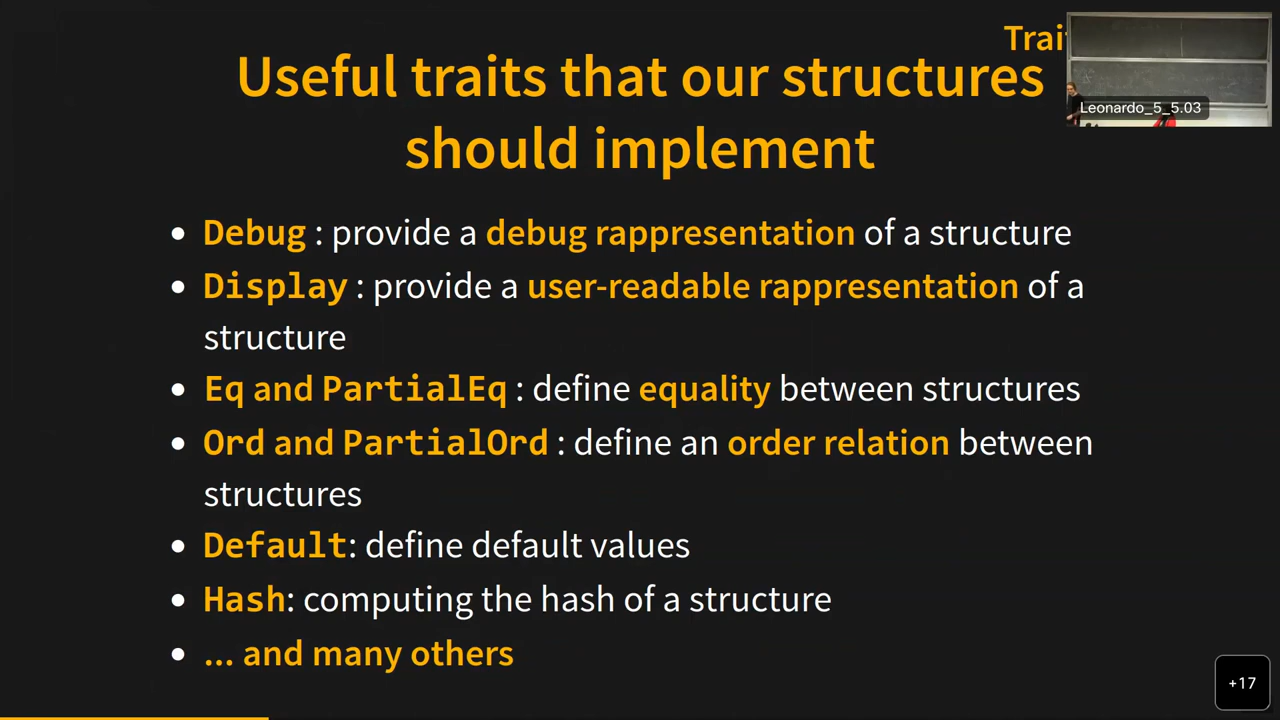 Trai
Useful traits that our structures
should implement
Leonardo_5_5.03
• Debug : provide a debug rappresentation of a structure
• Display : provide a user-readable rappresentation of a
structure
• Eq and PartialEq : define equality between structures
• Ord and PartialOrd : define an order relation between
structures
• Default: define default values
• Hash: computing the hash of a structure
• ... and many others
+17